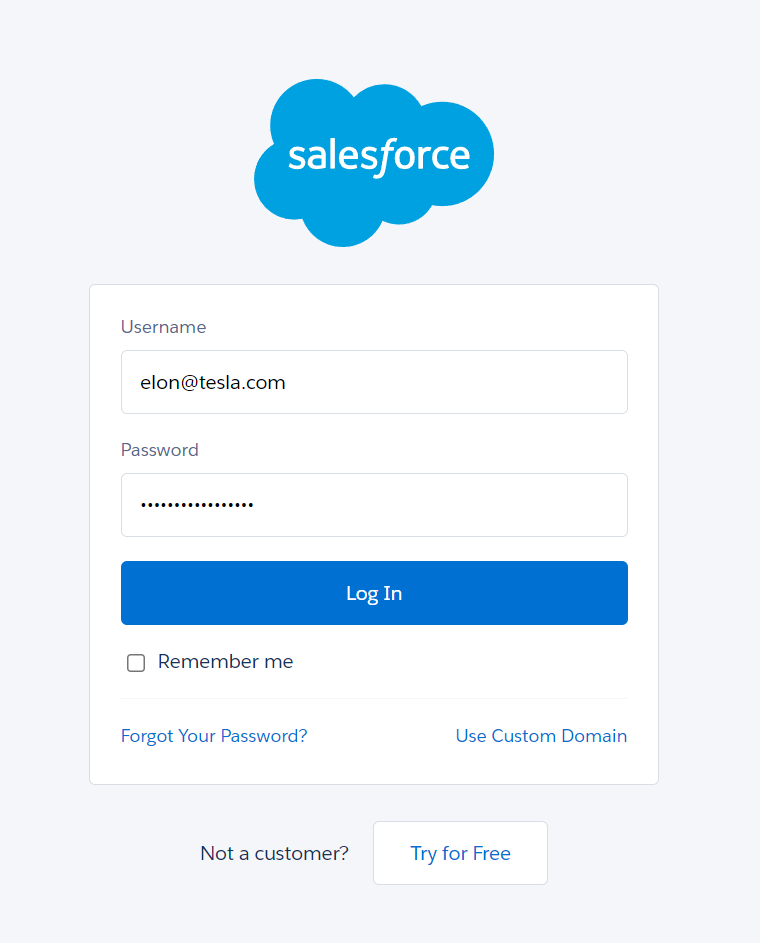 salesforce
Username
elon@tesla.com
Password
•••••••••••••••••
Log In
Remember me
Forgot Your Password? Use Custom Domain
Not a customer? Try for Free